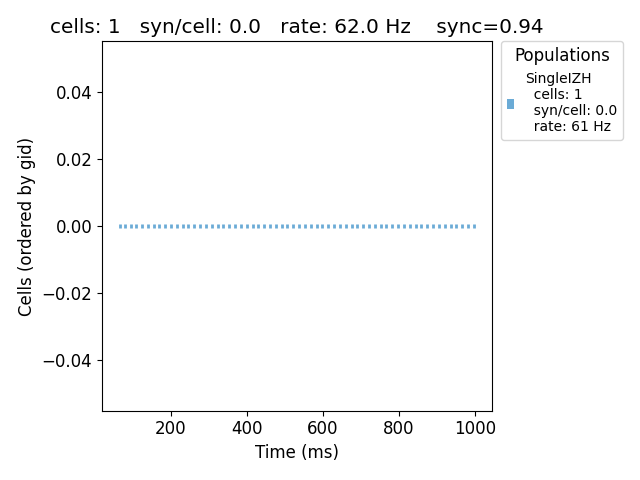 cells: 1   syn/cell: 0.0   rate: 62.0 Hz    sync=0.94
Populations
SingleIZH
cells: 1
syn/cell: 0.0
rate: 61 Hz
Cells (ordered by gid)
0.04
0.02
0.00
−0.02
−0.04
200 400 600 800 1000
Time (ms)